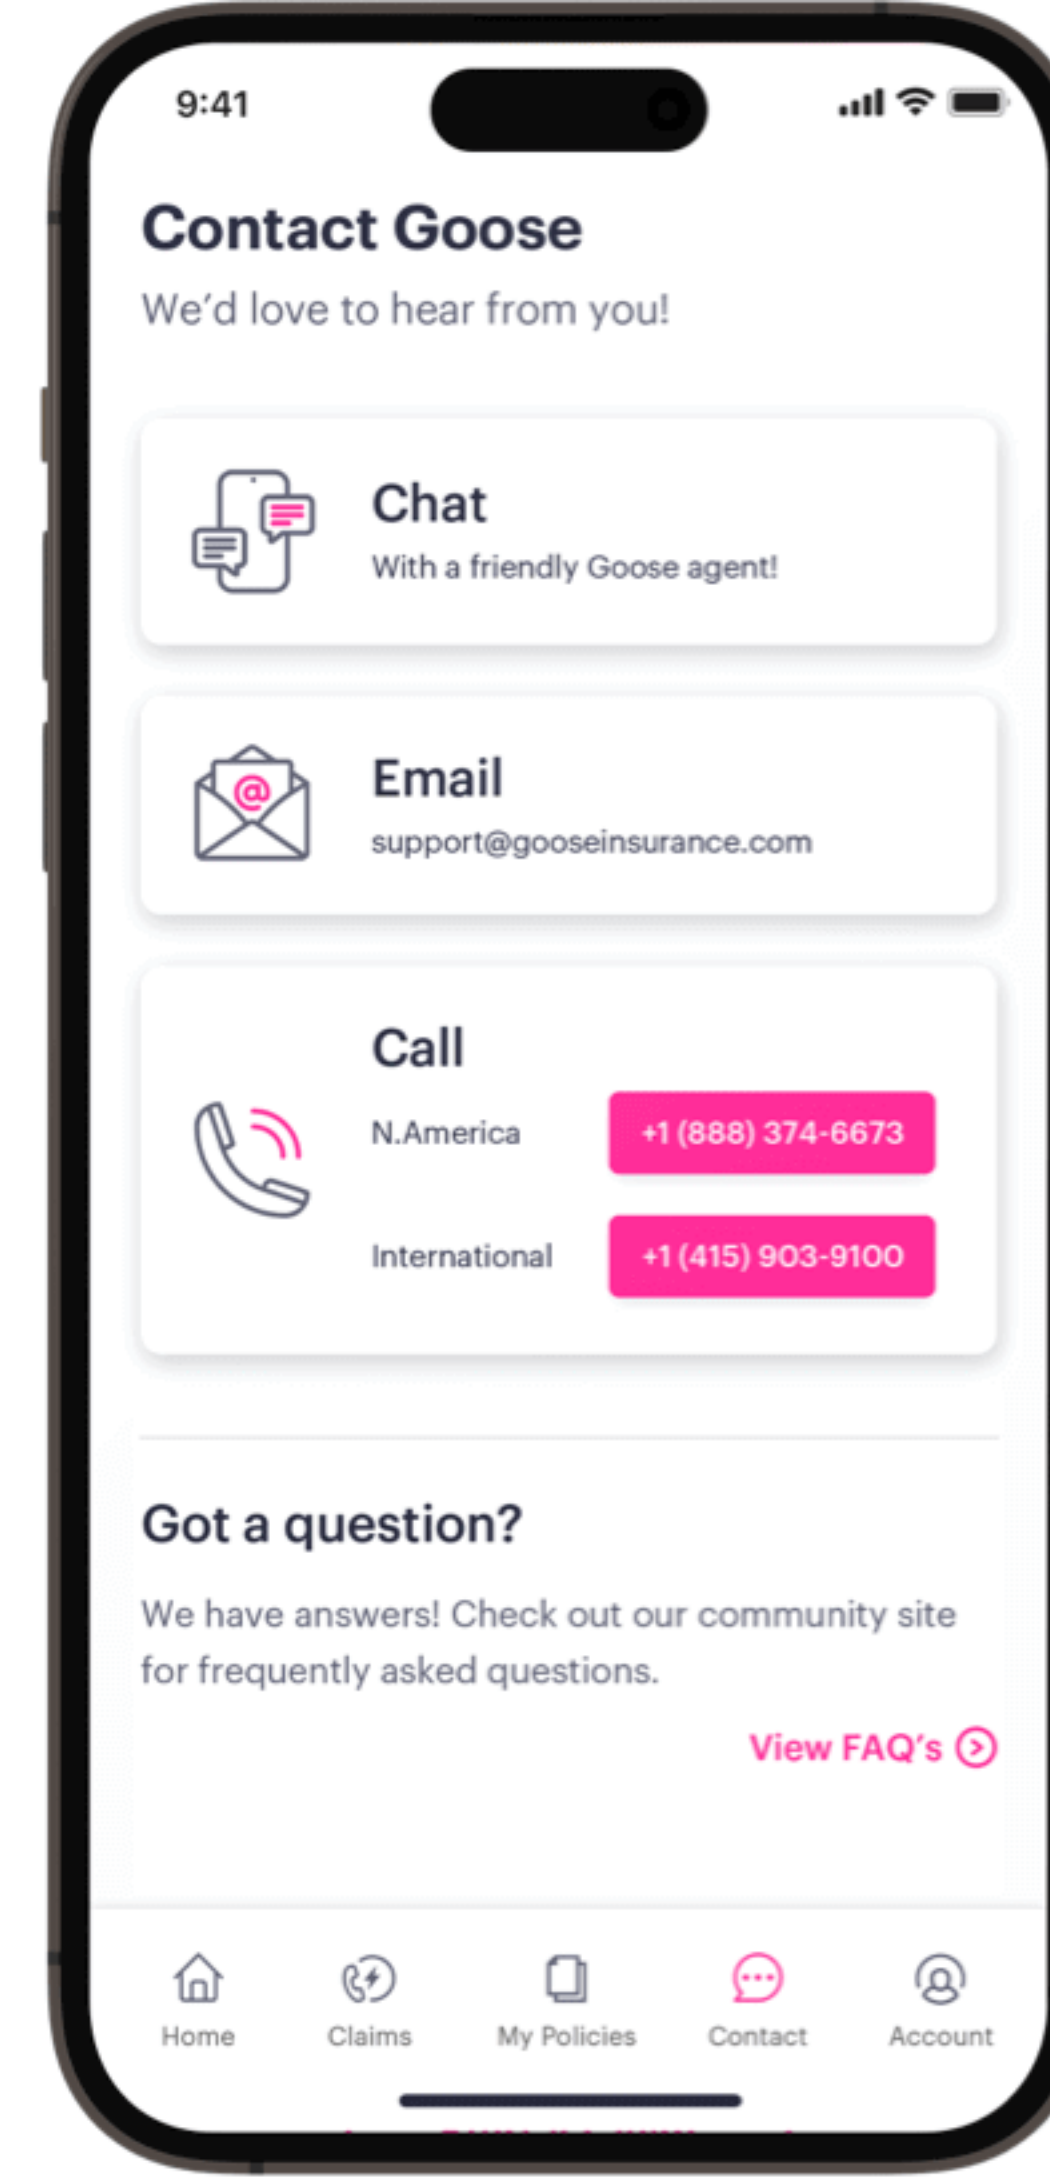 9:41
Contact Goose
We'd love to hear from you!
Chat
With a friendly Goose agent!
@
Email
support@gooseinsurance.com
Call
N.America +1 (888) 374-6673
International +1 (415) 903-9100
Got a question?
We have answers! Check out our community site
for frequently asked questions.
View FAQ's
Home Claims My Policies Contact Account